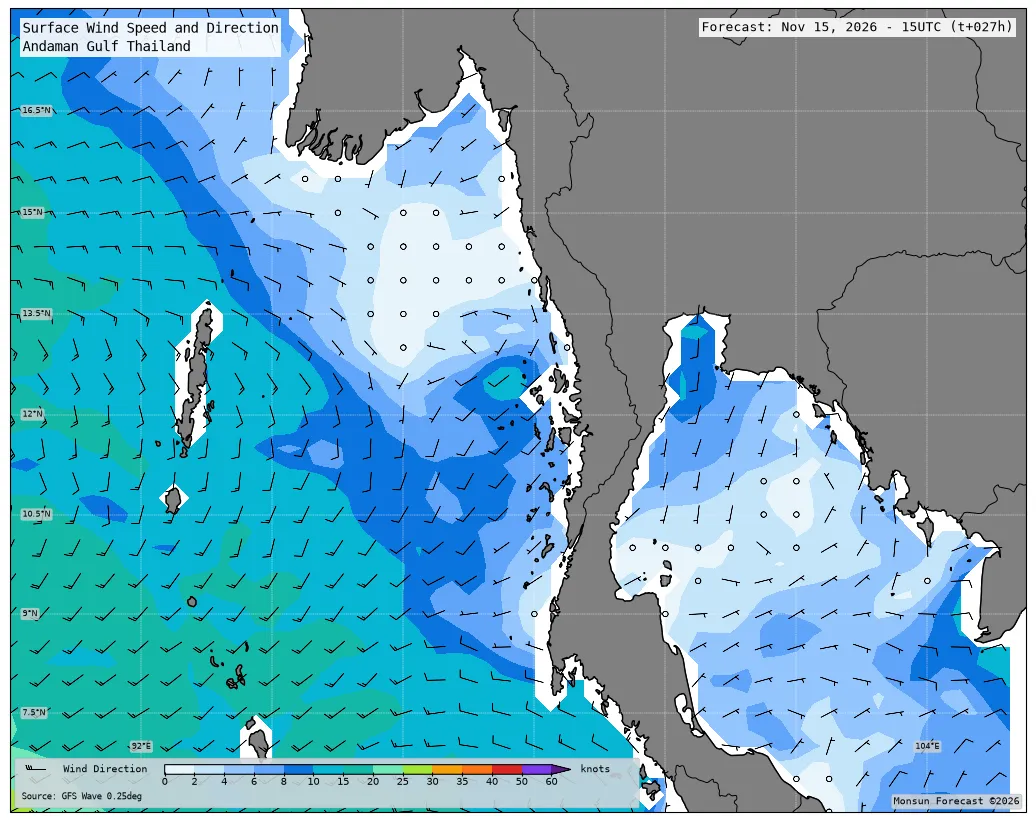 Surface Wind Speed and Direction
Andaman Gulf Thailand
Forecast: Nov 15, 2026 - 15UTC (t+027h)
16.5°N
15°N
13.5°N
12°N
10.5°N
9°N
7.5°N
92°E
104°E
Wind Direction
knots
0 2 4 6 8 10 15 20 25 30 35 40 50 60
Source: GFS Wave 0.25deg
Monsun Forecast ©2026